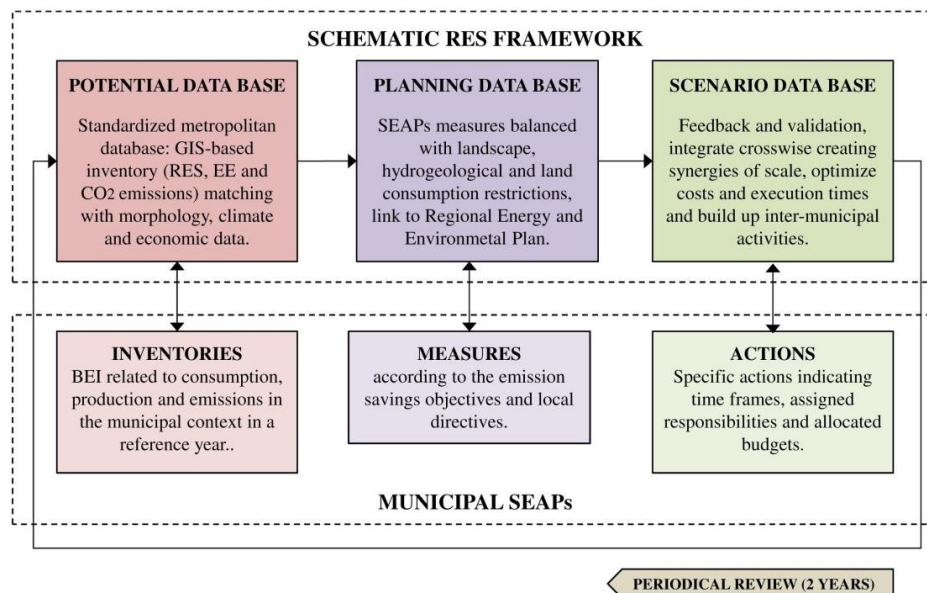 SCHEMATIC RES FRAMEWORK
POTENTIAL DATA BASE
Standardized metropolitan
database: GIS-based
inventory (RES, EE and
CO2 emissions) matching
with morphology, climate
and economic data.
PLANNING DATA BASE
SEAPs measures balanced
with landscape,
hydrogeological and land
consumption restrictions,
link to Regional Energy and
Environmetal Plan.
SCENARIO DATA BASE
Feedback and validation,
integrate crosswise creating
synergies of scale, optimize
costs and execution times
and build up inter-municipal
activities.
INVENTORIES
BEI related to consumption,
production and emissions in
the municipal context in a
reference year..
MEASURES
according to the emission
savings objectives and local
directives.
ACTIONS
Specific actions indicating
time frames, assigned
responsibilities and allocated
budgets.
MUNICIPAL SEAPs
PERIODICAL REVIEW (2 YEARS)